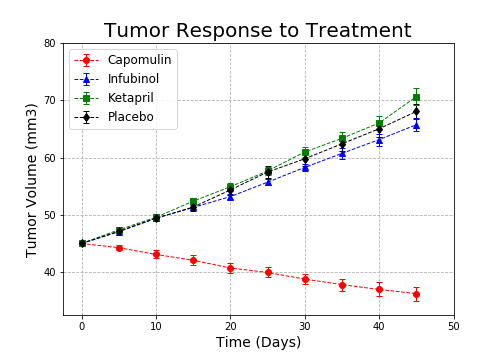 Tumor Response to Treatment
Capomulin
Infubinol
Ketapril
Placebo
80
70
60
50
40
Tumor Volume (mm3)
0
10
20
30
40
50
Time (Days)